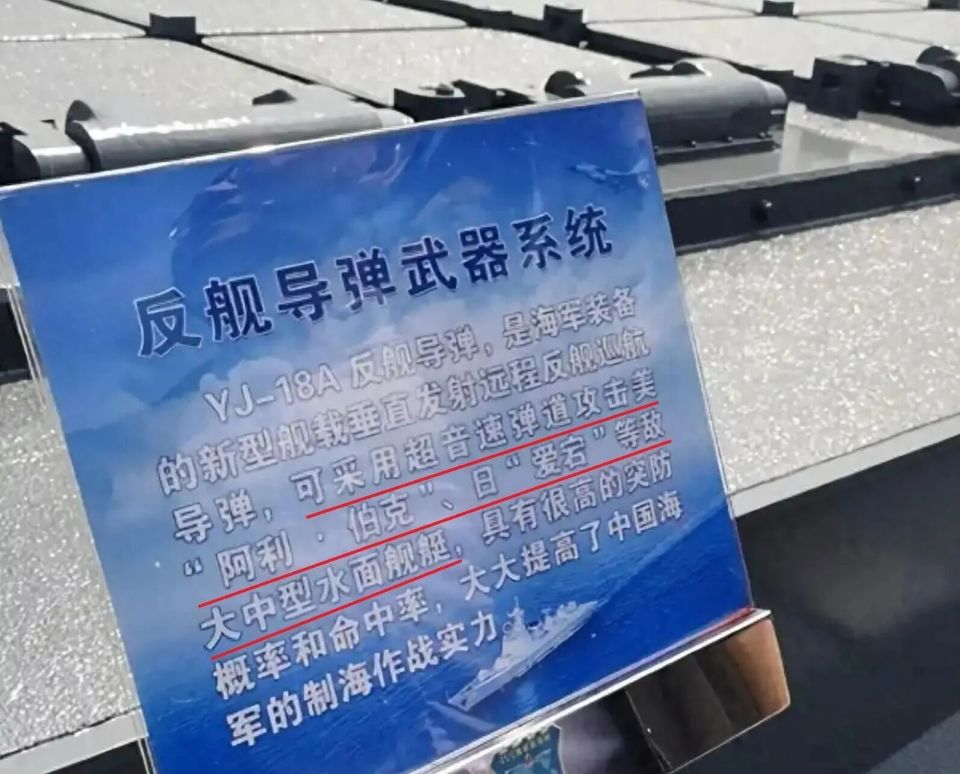 反舰导弹武器系统
YJ-18A 反舰导弹，是海军装备
的新型舰载垂直发射远程反舰巡航
导弹，可采用超音速弹道攻击美
“阿利·伯克”、日“爱宕”等敌
大中型水面舰艇，具有很高的突防
概率和命中率，大大提高了中国海
军的制海作战实力。